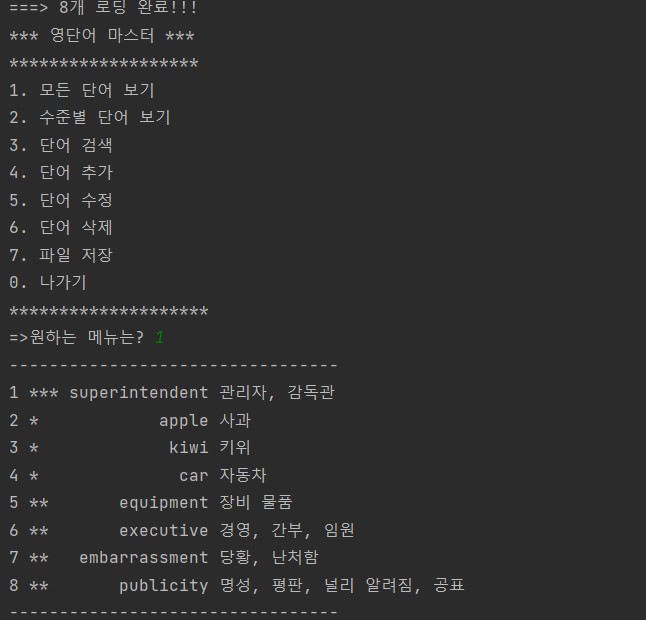 ===> 8개 로딩 완료!!!
*** 영단어 마스터 ***
*******************
1. 모든 단어 보기
2. 수준별 단어 보기
3. 단어 검색
4. 단어 추가
5. 단어 수정
6. 단어 삭제
7. 파일 저장
0. 나가기
********************
=>원하는 메뉴는? 1
---------------------------------
1 *** superintendent 관리자, 감독관
2 *            apple 사과
3 *             kiwi 키위
4 *              car 자동차
5 **       equipment 장비 물품
6 **       executive 경영, 간부, 임원
7 **   embarrassment 당황, 난처함
8 **       publicity 명성, 평판, 널리 알려짐, 공표
---------------------------------